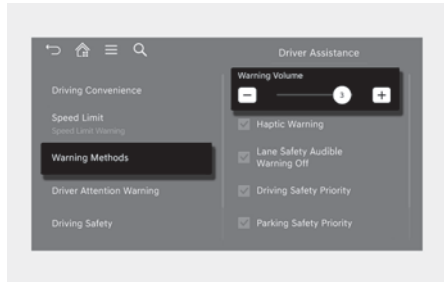 Driver Assistance
Driving Convenience
Speed Limit
Speed Limit Warning
Warning Methods
Driver Attention Warning
Driving Safety
Warning Volume
3
Haptic Warning
Lane Safety Audible
Warning Off
Driving Safety Priority
Parking Safety Priority